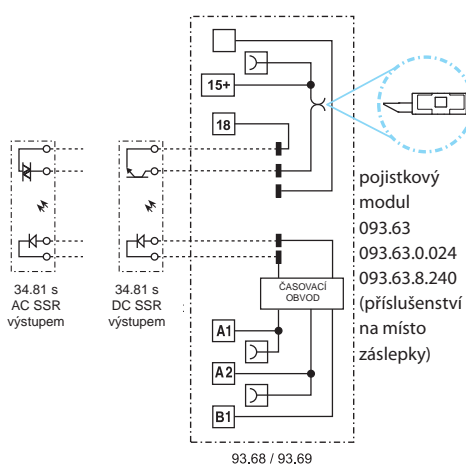 15+
18
pojistkový
modul
093.63
093.63.0.024
093.63.8.240
(příslušenství
na místo
záslepky)
34.81 s
AC SSR
výstupem
34.81 s
DC SSR
výstupem
ČASOVACÍ
OBVOD
A1
A2
B1
93.68 / 93.69